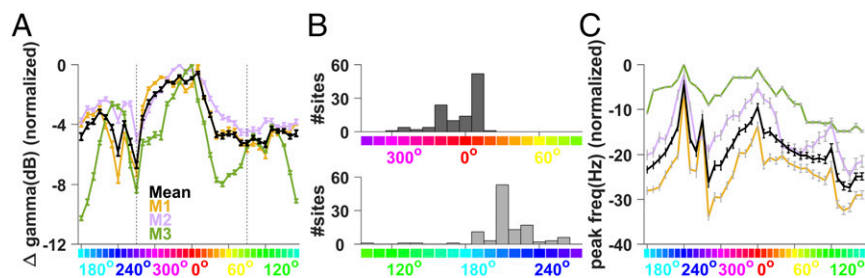 A
Δ gamma(dB) (normalized)
0
-4
-8
-12
Mean
M1
M2
M3
180° 240° 300° 0° 60° 120°
B
#sites
60
30
0
300° 0° 60°
#sites
60
30
0
120° 180° 240°
C
peak freq(Hz) (normalized)
0
-10
-20
-30
-40
180° 240° 300° 0° 60° 120°